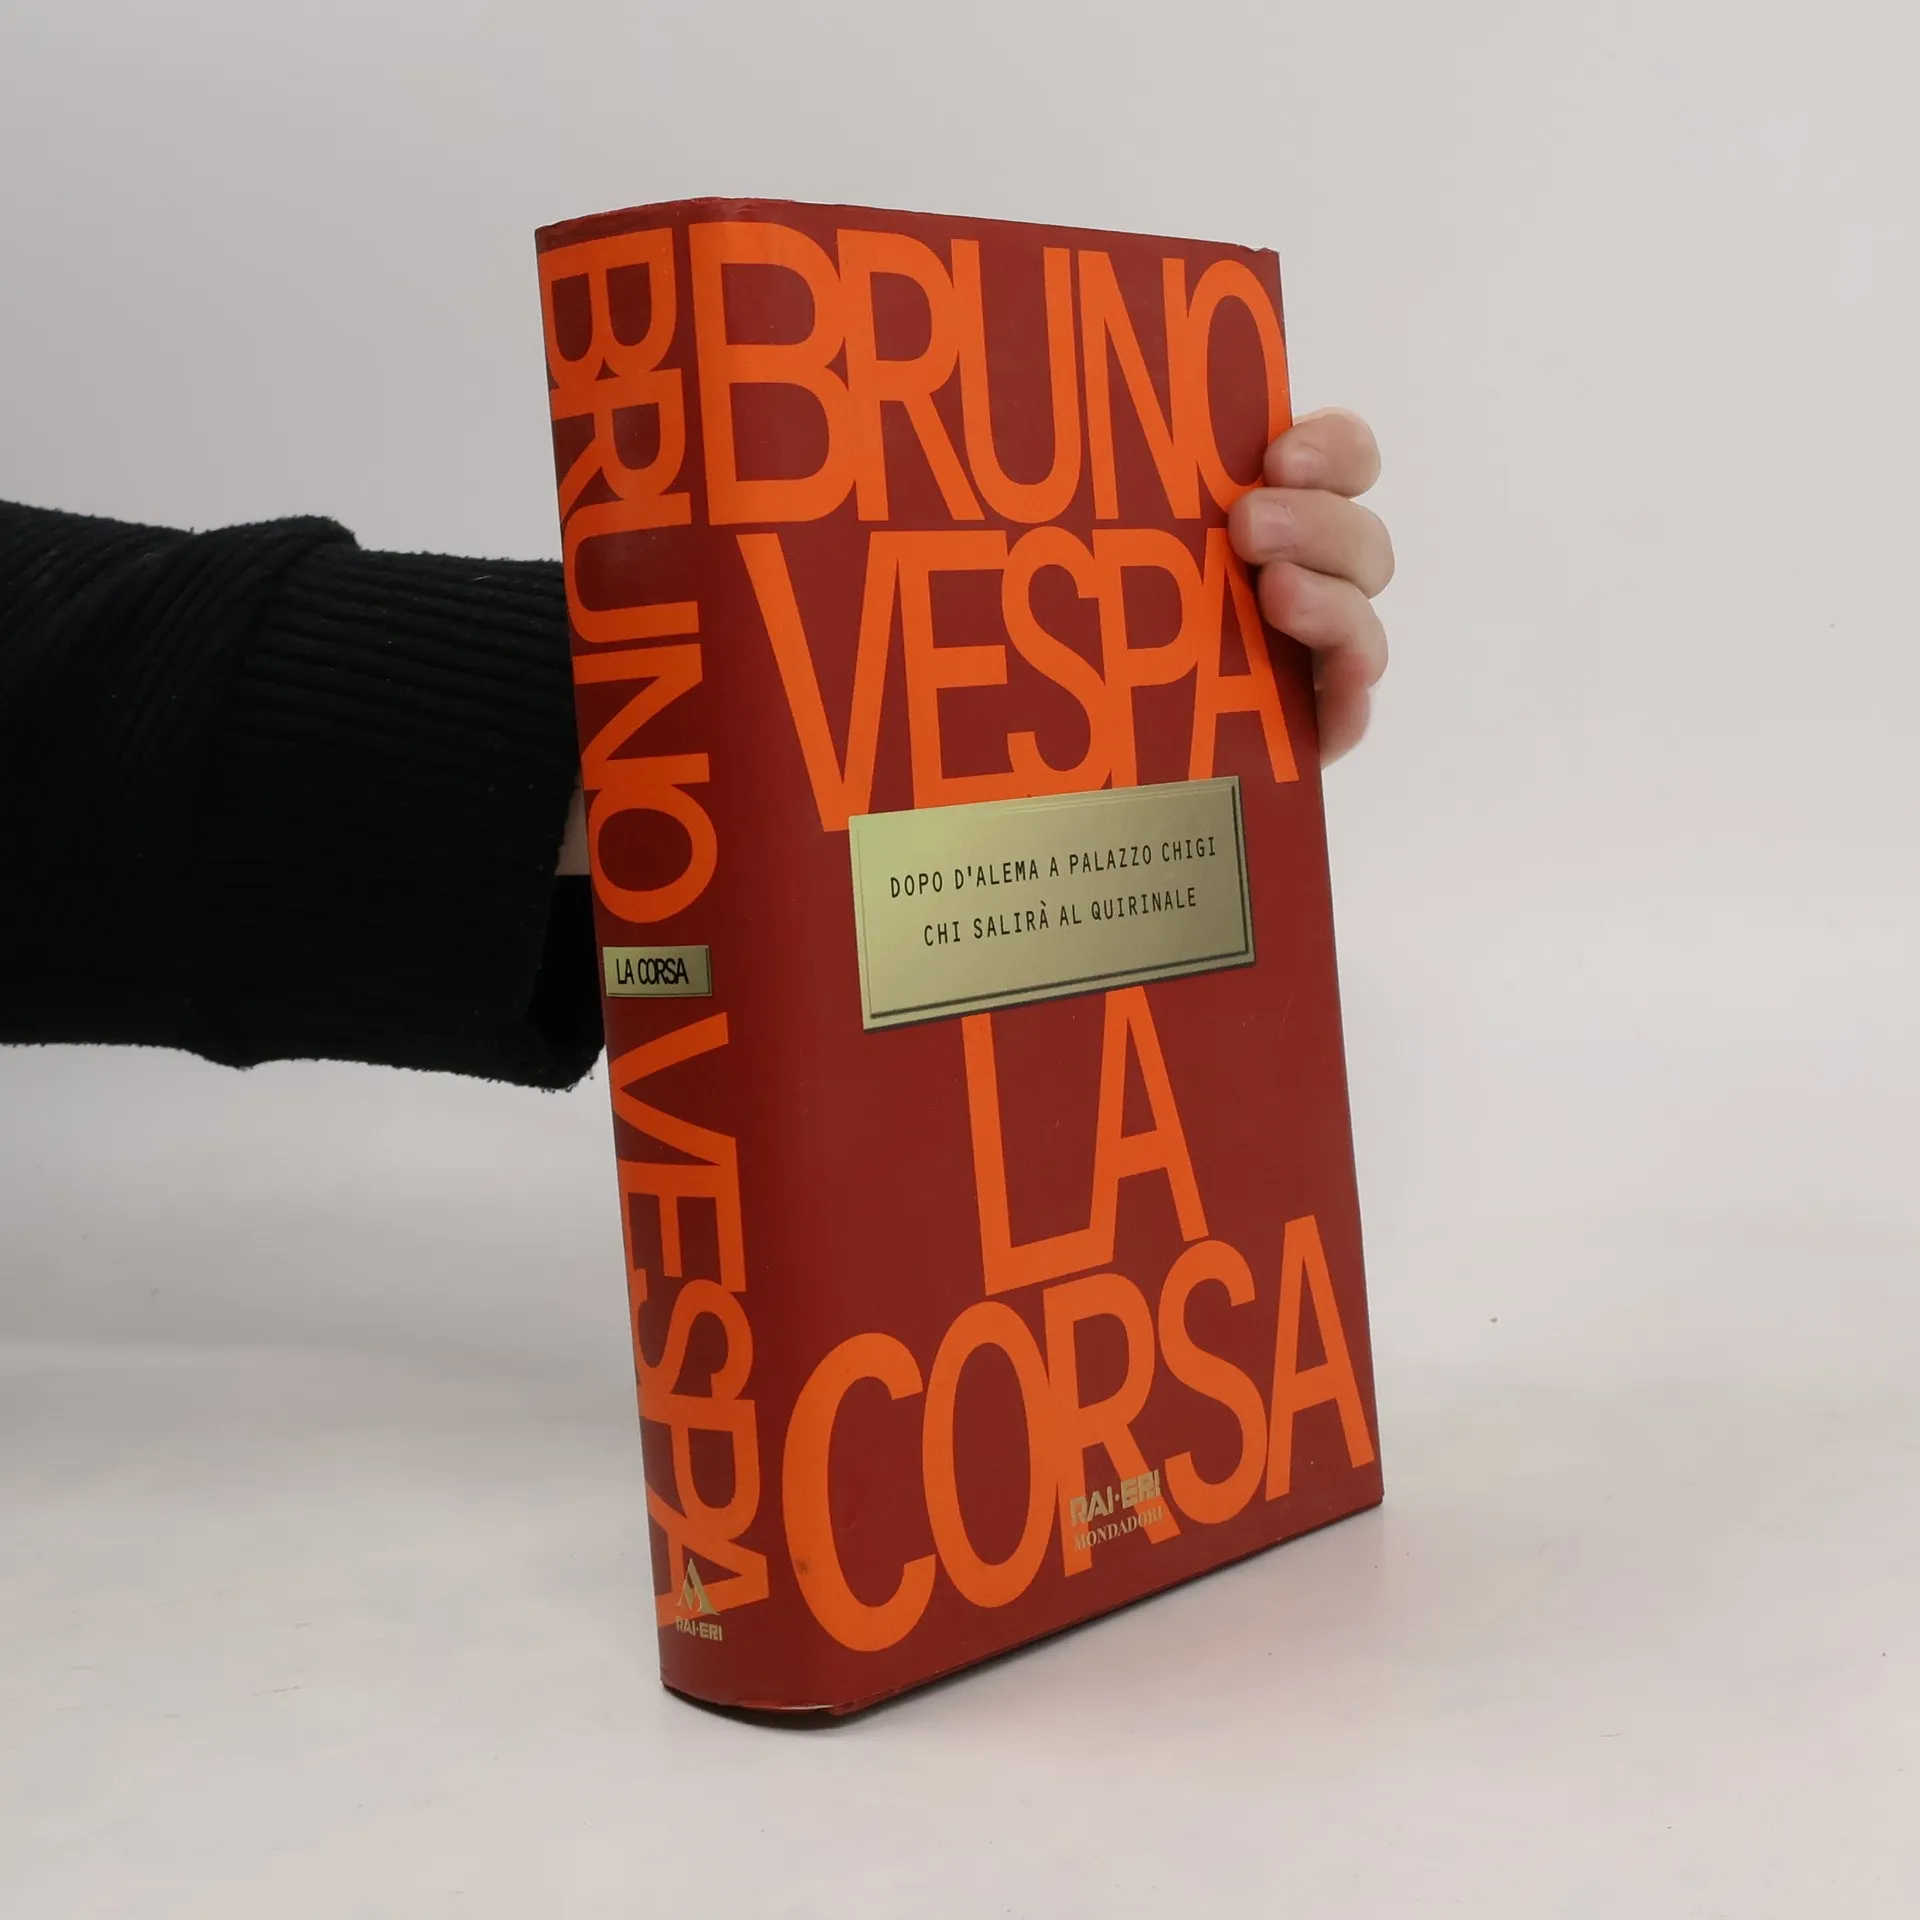 BRUNO
VESPA
DOPO D'ALEMA A PALAZZO CHIGI
CHI SALIRÀ AL QUIRINALE
LA
CORSA
RAI·ERI
MONDADORI
BRUNO VESPA
LA CORSA
RAI·ERI